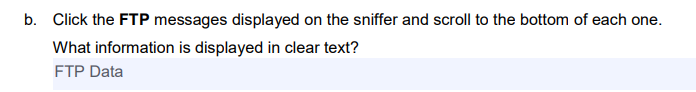 b. Click the FTP messages displayed on the sniffer and scroll to the bottom of each one.
What information is displayed in clear text?
FTP Data